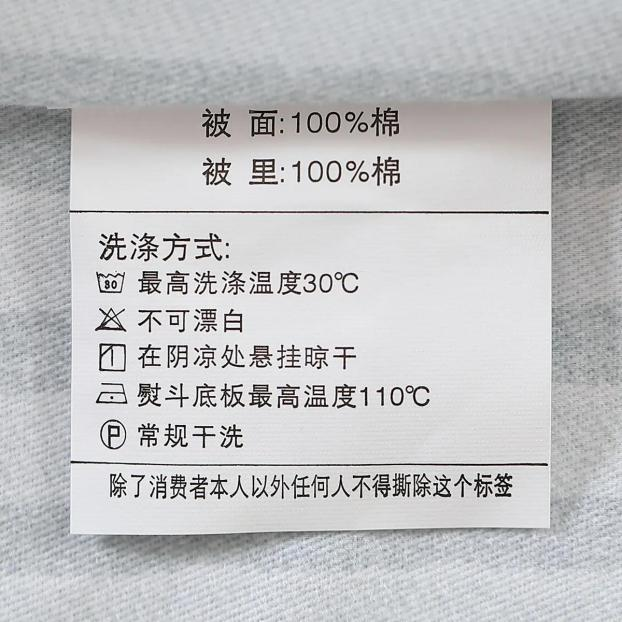 被 面:100%棉
被 里:100%棉
洗涤方式:
30 最高洗涤温度30℃
不可漂白
在阴凉处悬挂晾干
熨斗底板最高温度110℃
P 常规干洗
除了消费者本人以外任何人不得撕除这个标签